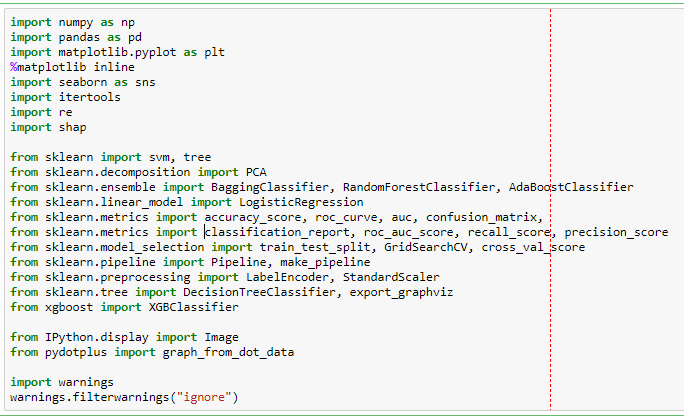 import numpy as np
import pandas as pd
import matplotlib.pyplot as plt
%matplotlib inline
import seaborn as sns
import itertools
import re
import shap
from sklearn import svm, tree
from sklearn.decomposition import PCA
from sklearn.ensemble import BaggingClassifier, RandomForestClassifier, AdaBoostClassifier
from sklearn.linear_model import LogisticRegression
from sklearn.metrics import accuracy_score, roc_curve, auc, confusion_matrix,
from sklearn.metrics import classification_report, roc_auc_score, recall_score, precision_score
from sklearn.model_selection import train_test_split, GridSearchCV, cross_val_score
from sklearn.pipeline import Pipeline, make_pipeline
from sklearn.preprocessing import LabelEncoder, StandardScaler
from sklearn.tree import DecisionTreeClassifier, export_graphviz
from xgboost import XGBClassifier
from IPython.display import Image
from pydotplus import graph_from_dot_data
import warnings
warnings.filterwarnings("ignore")